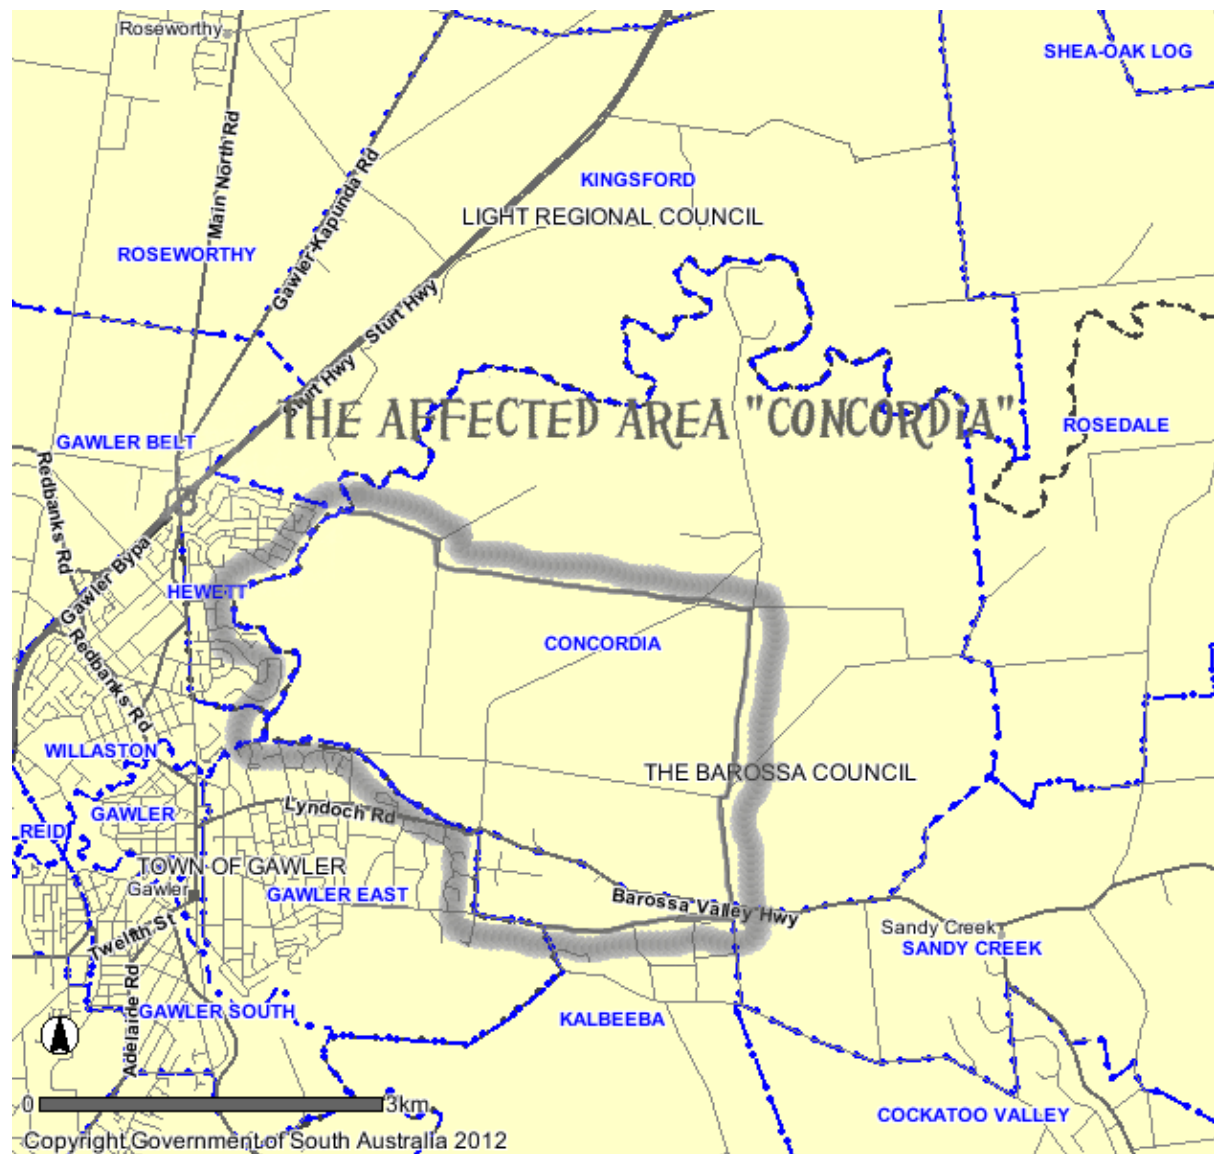 Roseworthy
SHEA-OAK LOG
Main North Rd
Gawler-Kapunda Rd
KINGSFORD
LIGHT REGIONAL COUNCIL
ROSEWORTHY
Sturt Hwy
Sturt Hwy
THE AFFECTED AREA "CONCORDIA"
ROSEDALE
GAWLER BELT
Redbanks Rd
Gawler Bypa
HEWETT
CONCORDIA
Redbanks Rd
WILLASTON
THE BAROSSA COUNCIL
GAWLER
Lyndoch Rd
REID
TOWN OF GAWLER
Gawler
GAWLER EAST
Barossa Valley Hwy
Twelfth St
Sandy Creek
SANDY CREEK
Adelaide Rd
GAWLER SOUTH
KALBEEBA
0 3km
COCKATOO VALLEY
Copyright Government of South Australia 2012